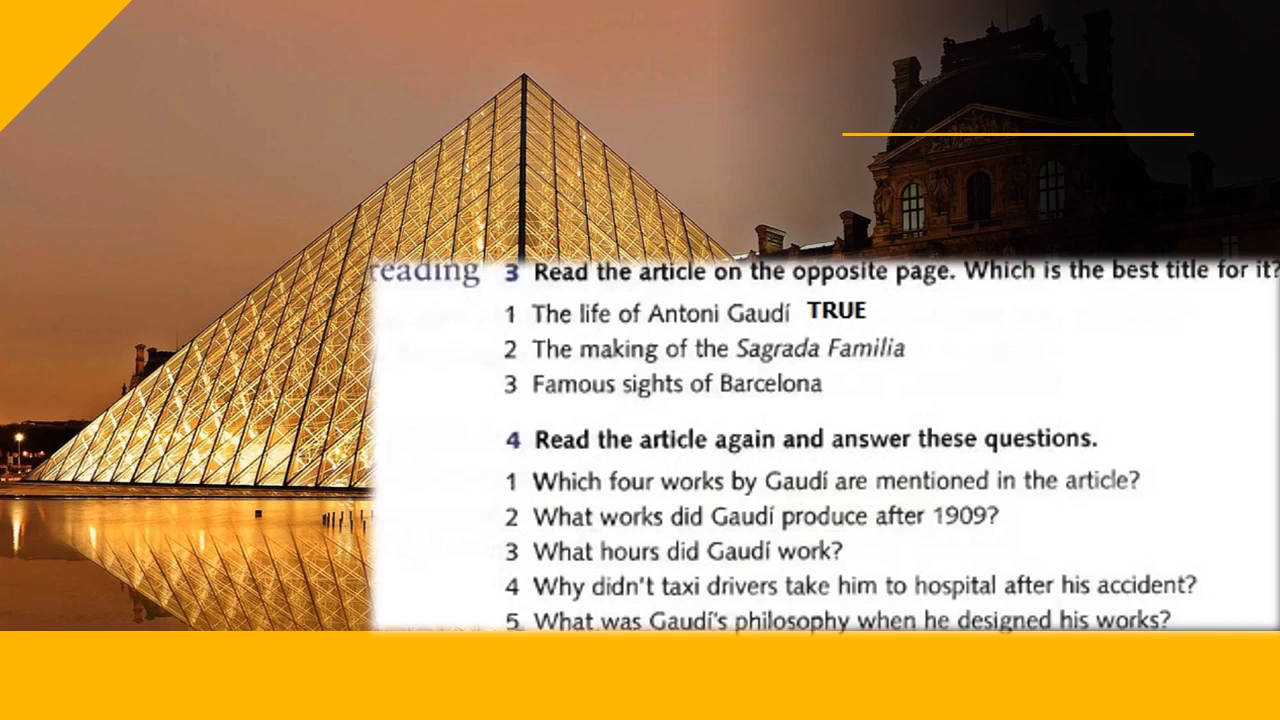 reading 3 Read the article on the opposite page. Which is the best title for it?
1 The life of Antoni Gaudí TRUE
2 The making of the Sagrada Familia
3 Famous sights of Barcelona
4 Read the article again and answer these questions.
1 Which four works by Gaudí are mentioned in the article?
2 What works did Gaudí produce after 1909?
3 What hours did Gaudí work?
4 Why didn't taxi drivers take him to hospital after his accident?
5 What was Gaudí's philosophy when he designed his works?